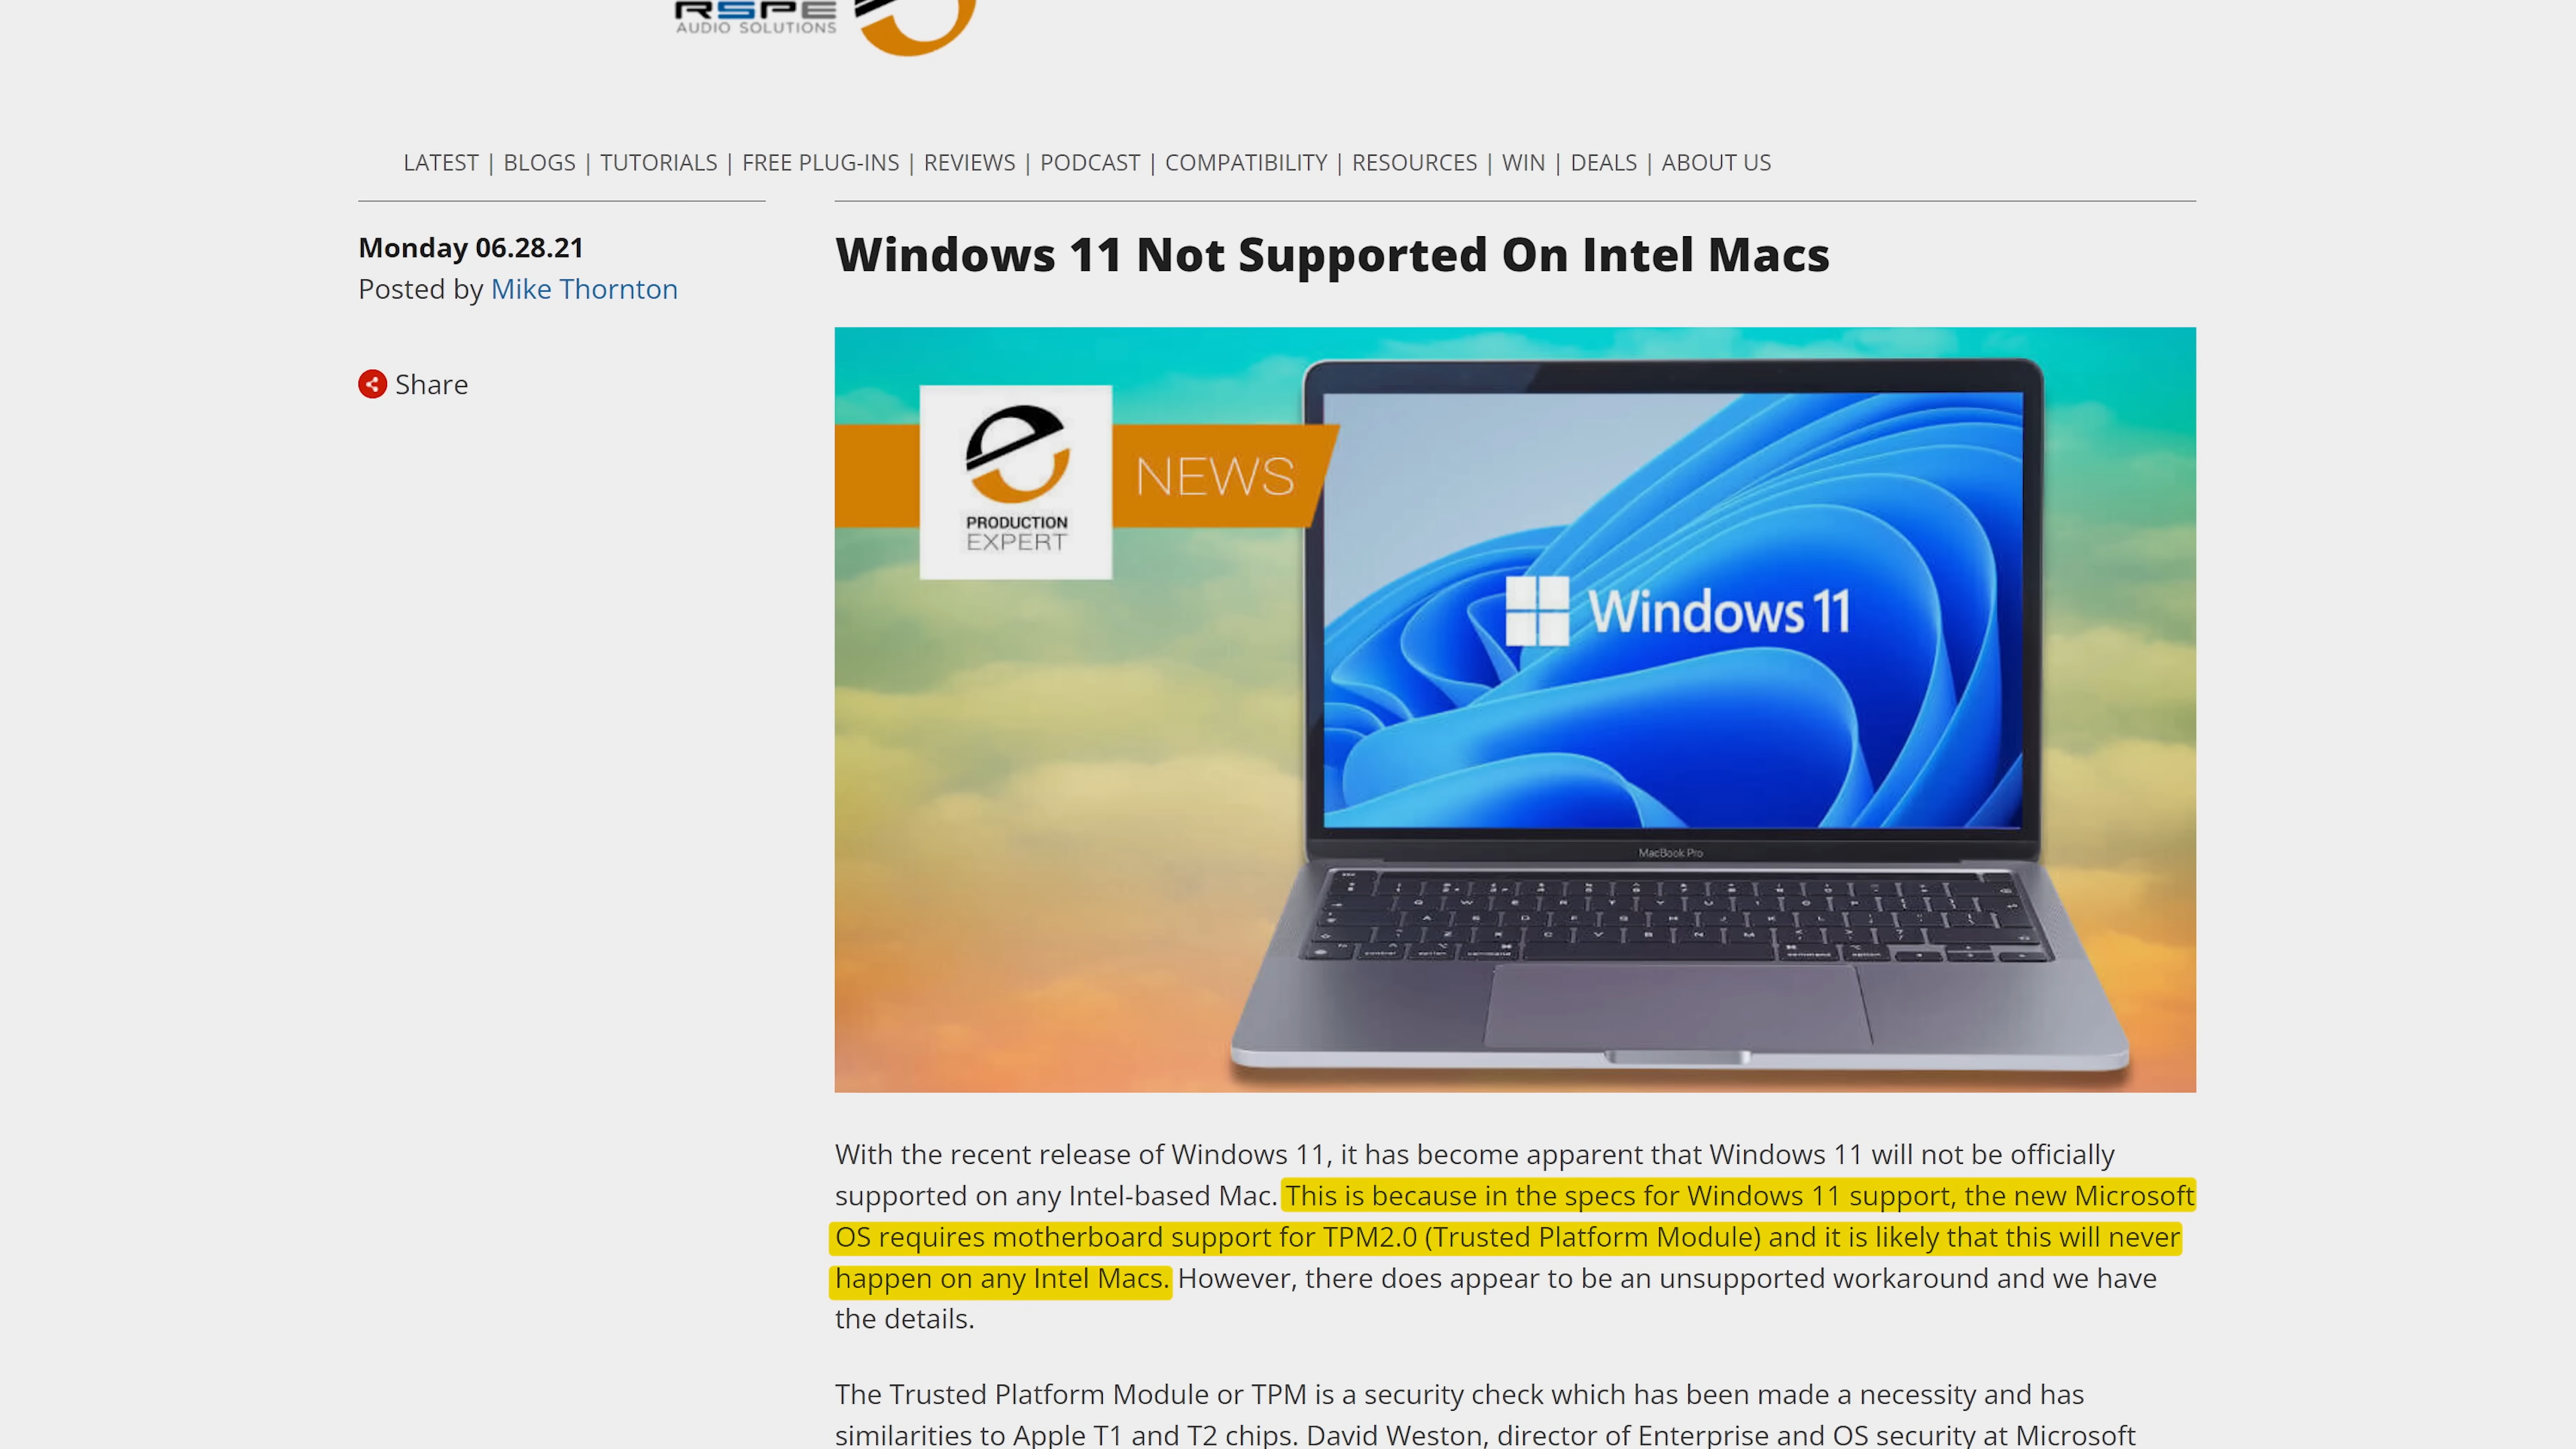 RSPE
AUDIO SOLUTIONS
LATEST | BLOGS | TUTORIALS | FREE PLUG-INS | REVIEWS | PODCAST | COMPATIBILITY | RESOURCES | WIN | DEALS | ABOUT US
Monday 06.28.21
Posted by Mike Thornton
Share
Windows 11 Not Supported On Intel Macs
NEWS
PRODUCTION
EXPERT
Windows 11
MacBook Pro
With the recent release of Windows 11, it has become apparent that Windows 11 will not be officially
supported on any Intel-based Mac. This is because in the specs for Windows 11 support, the new Microsoft
OS requires motherboard support for TPM2.0 (Trusted Platform Module) and it is likely that this will never
happen on any Intel Macs. However, there does appear to be an unsupported workaround and we have
the details.
The Trusted Platform Module or TPM is a security check which has been made a necessity and has
similarities to Apple T1 and T2 chips. David Weston, director of Enterprise and OS security at Microsoft